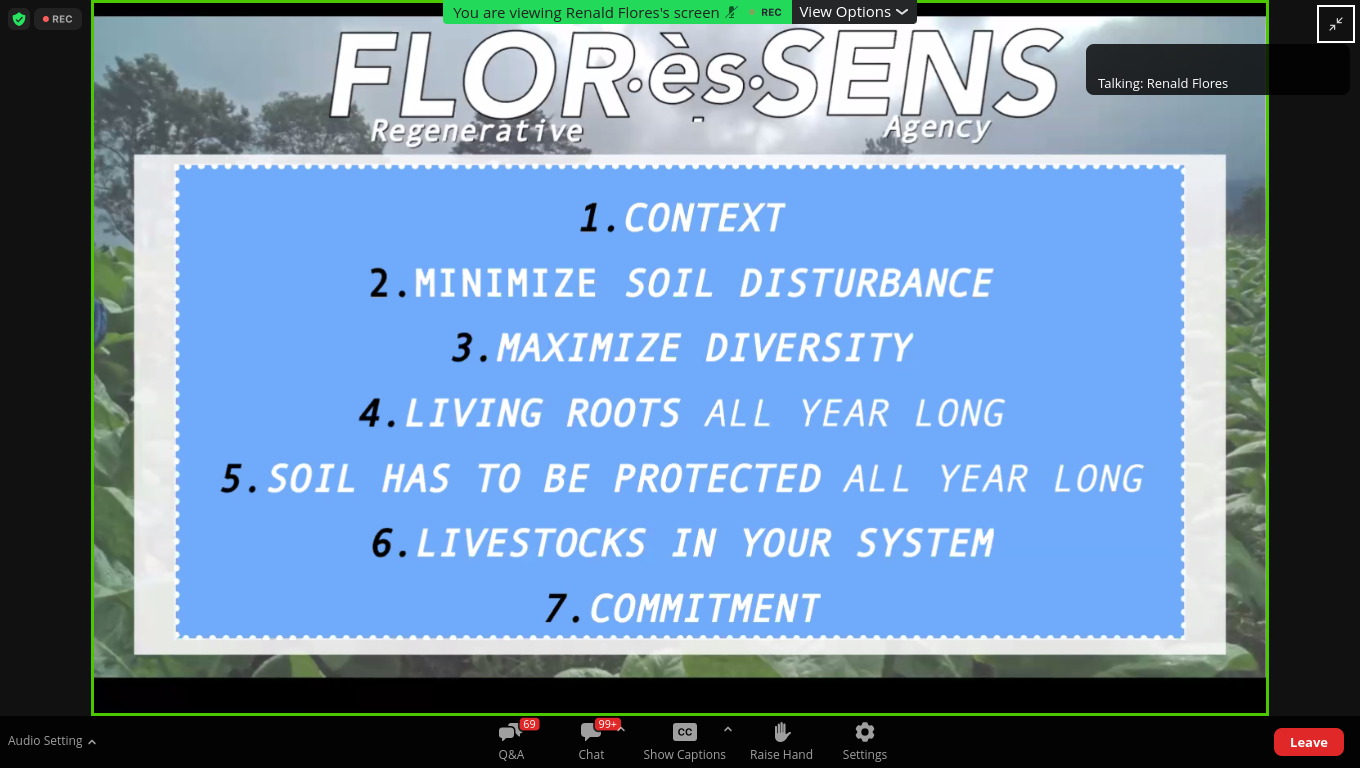 REC
You are viewing Renald Flores's screen REC View Options
Talking: Renald Flores
FLOR·ès·SENS
Regenerative - Agency
1.CONTEXT
2.MINIMIZE SOIL DISTURBANCE
3.MAXIMIZE DIVERSITY
4.LIVING ROOTS ALL YEAR LONG
5.SOIL HAS TO BE PROTECTED ALL YEAR LONG
6.LIVESTOCKS IN YOUR SYSTEM
7.COMMITMENT
Audio Setting
69
Q&A
99+
Chat
CC
Show Captions
Raise Hand
Settings
Leave